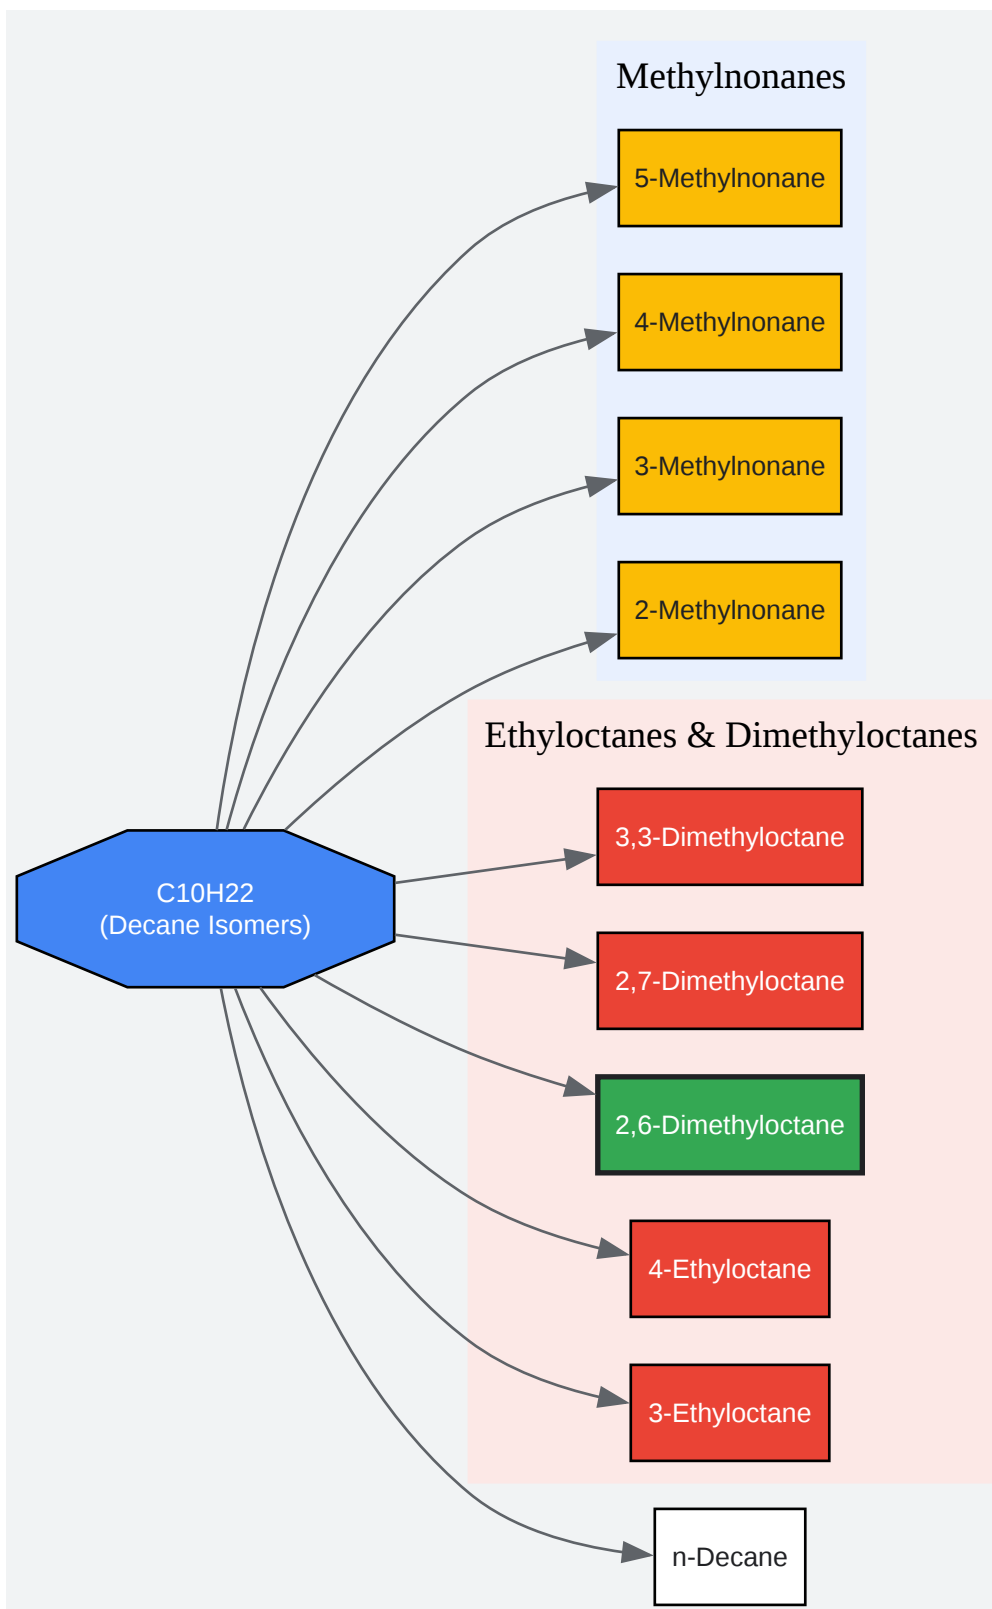 Methylnonanes
5-Methylnonane
4-Methylnonane
3-Methylnonane
2-Methylnonane
Ethyloctanes & Dimethyloctanes
3,3-Dimethyloctane
C10H22
(Decane Isomers)
2,7-Dimethyloctane
2,6-Dimethyloctane
4-Ethyloctane
3-Ethyloctane
n-Decane